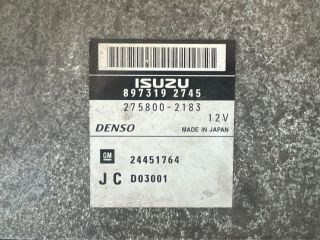 ISUZU
897319 2745
275800-2183
12V
DENSO MADE IN JAPAN
GM 24451764
JC D03001